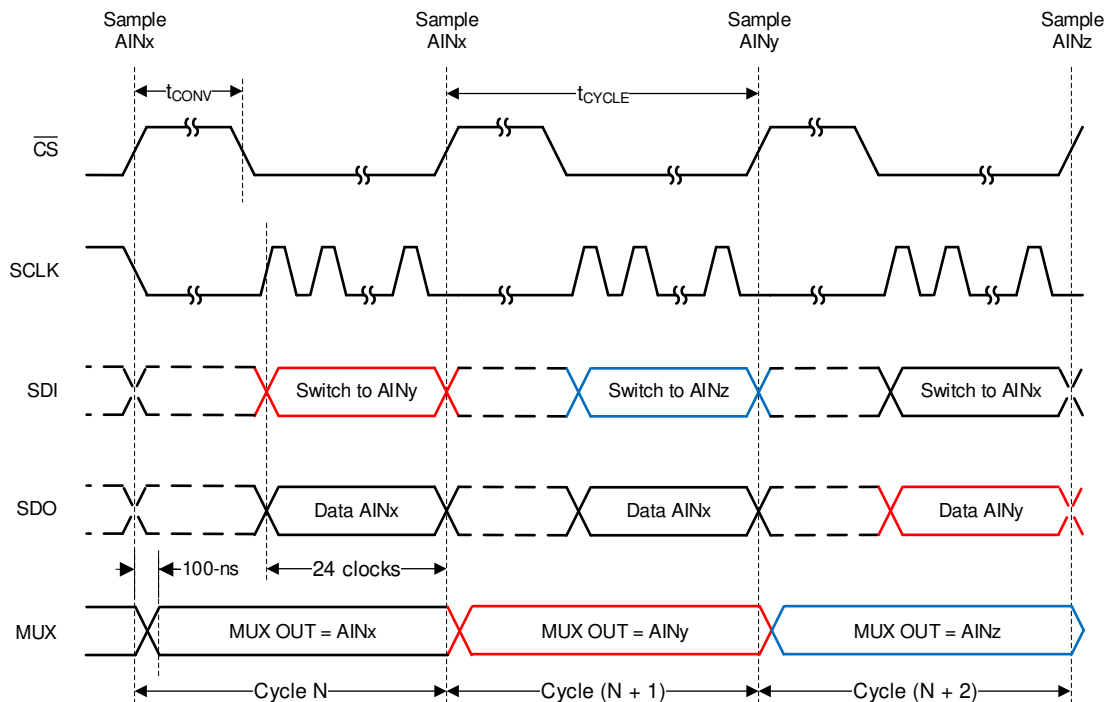 Sample
AINx
Sample
AINx
Sample
AINy
Sample
AINz
tCONV
tCYCLE
CS
SCLK
SDI
Switch to AINy
Switch to AINz
Switch to AINx
SDO
Data AINx
Data AINx
Data AINy
100-ns
24 clocks
MUX
MUX OUT = AINx
MUX OUT = AINy
MUX OUT = AINz
Cycle N
Cycle (N + 1)
Cycle (N + 2)